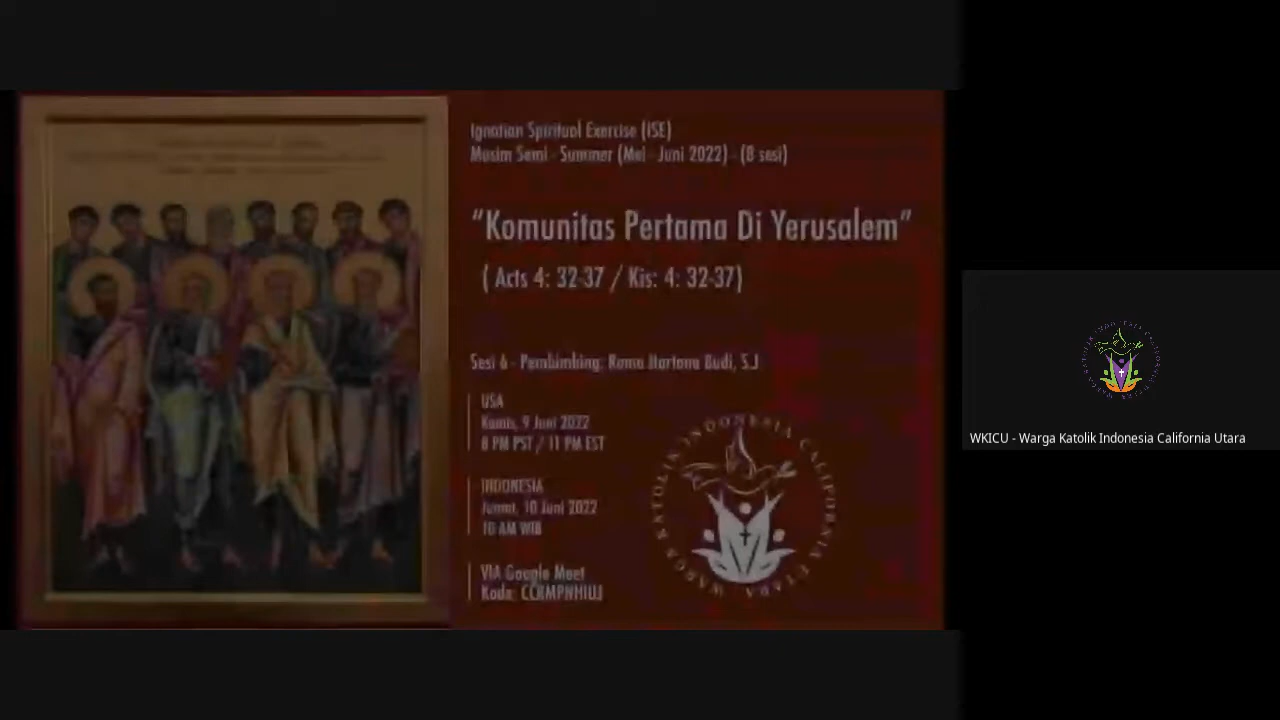 Ignatian Spiritual Exercise (ISE)
Musim Semi - Summer (Mei - Juni 2022) - (8 sesi)
“Komunitas Pertama Di Yerusalem”
( Acts 4: 32-37 / Kis: 4: 32-37)
Sesi 6 - Pembimbing: Romo Hartono Budi, S.J
USA
Kamis, 9 Juni 2022
8 PM PST / 11 PM EST
INDONESIA
Jumat, 10 Juni 2022
10 AM WIB
VIA Google Meet
Kode:
WARGA KATOLIK INDONESIA CALIFORNIA UTARA
WKICU - Warga Katolik Indonesia California Utara